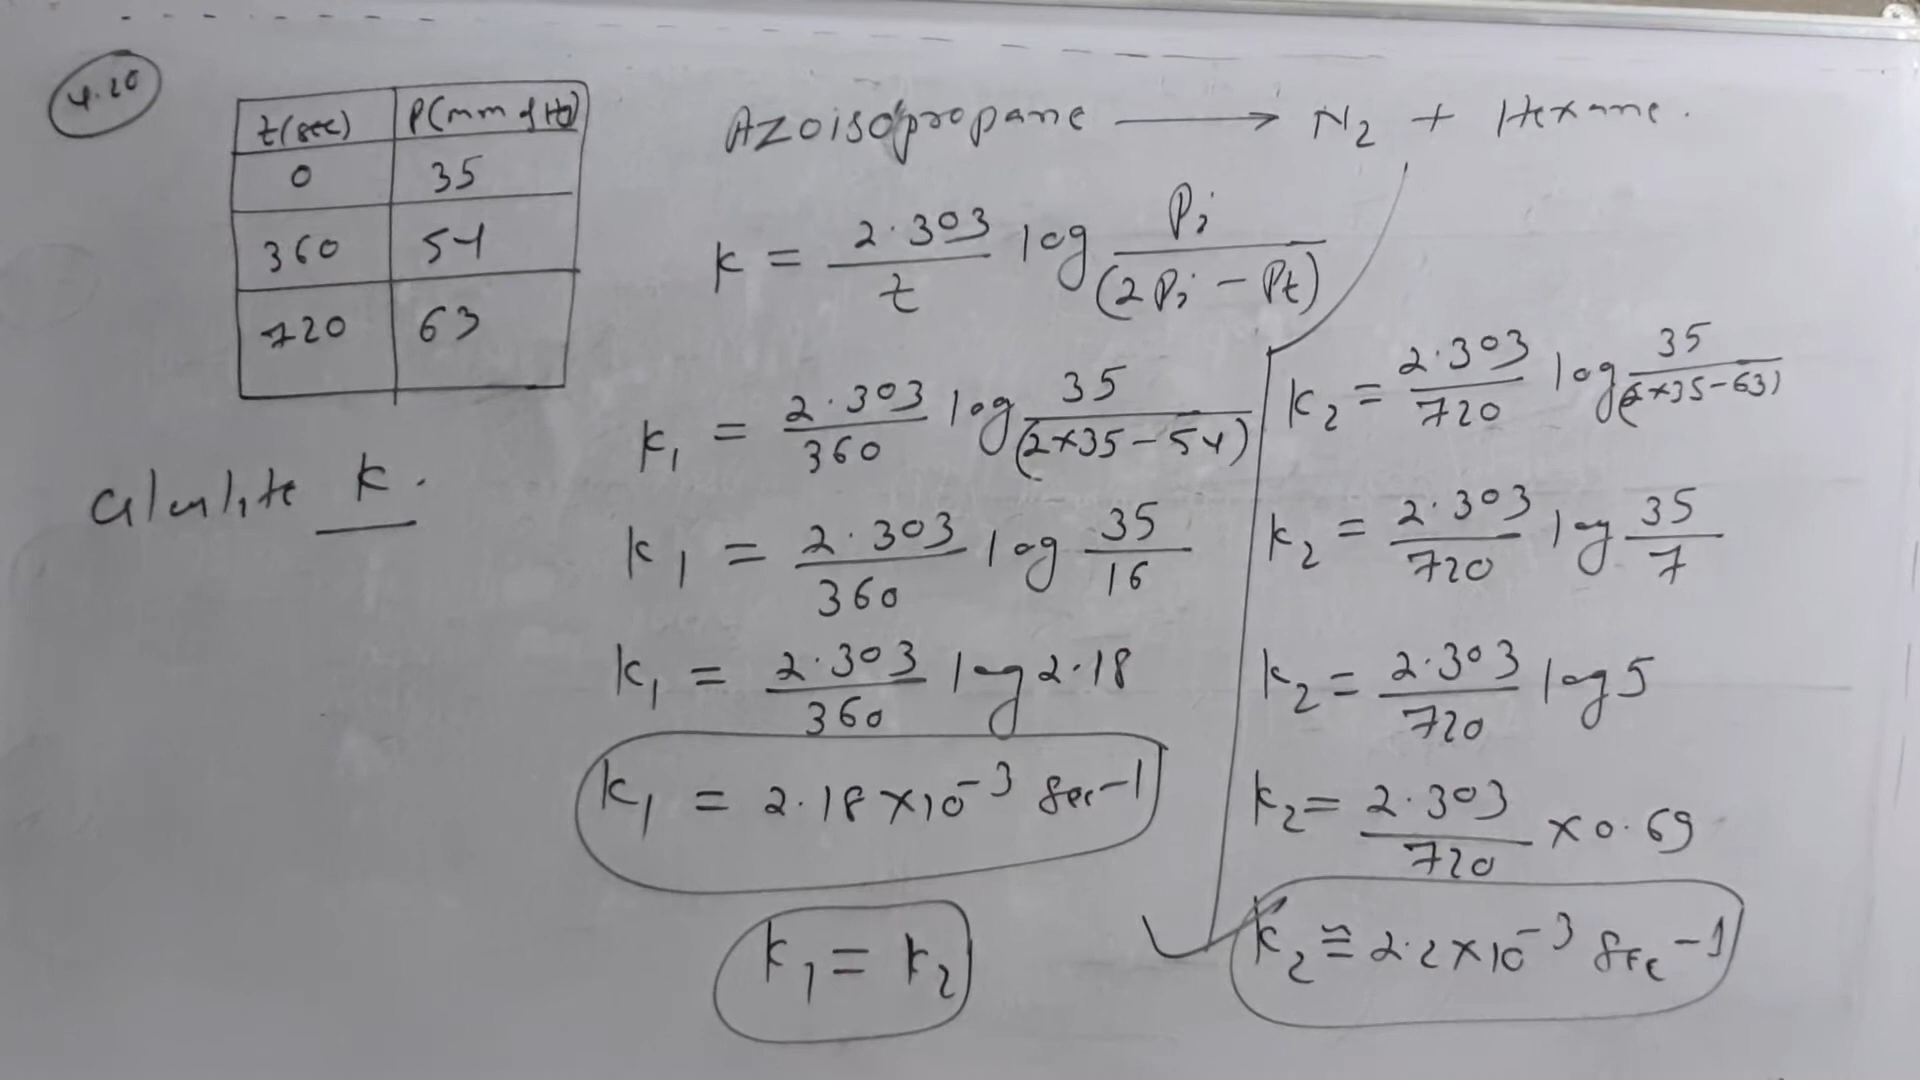 4.20
t(sec) P(mm of Hg)
0 35
360 54
720 63
Calculate k.
Azoisopropane → N₂ + Hexane.
k = 2.303/t log Pi/(2Pi - Pt)
k₁ = 2.303/360 log 35/(2×35-54)
k₁ = 2.303/360 log 35/16
k₁ = 2.303/360 log 2.18
k₁ = 2.18×10⁻³ sec-1
k₁ = k₂
k₂ = 2.303/720 log 35/(2×35-63)
k₂ = 2.303/720 log 35/7
k₂ = 2.303/720 log 5
k₂ = 2.303/720 ×0.69
k₂ ≅ 2.2×10⁻³ sec-1